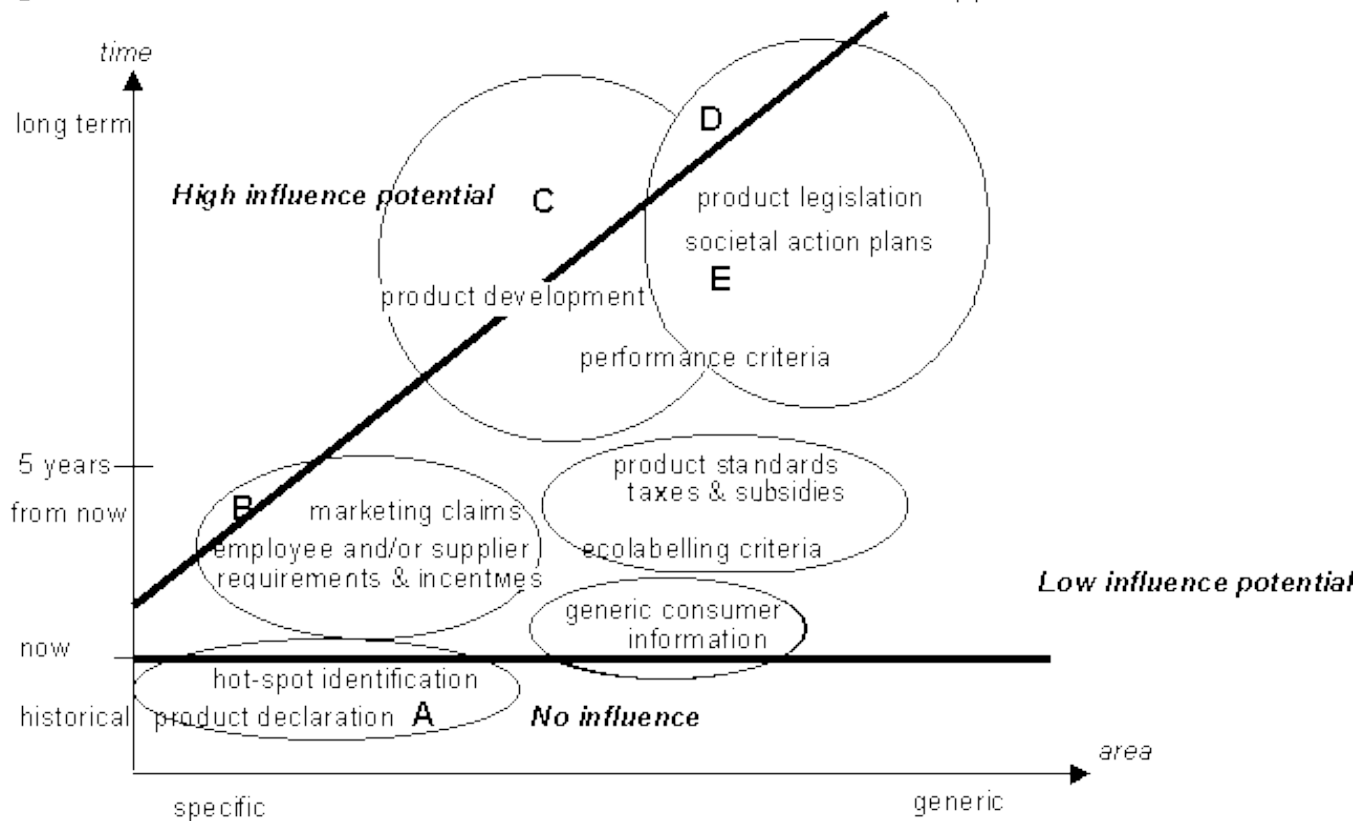 time
long term
D
High influence potential
C
product legislation
societal action plans
E
product development
performance criteria
5 years
product standards
taxes & subsidies
from now
B
marketing claims
employee and/or supplier
ecolabelling criteria
requirements & incentives
Low influence potential
generic consumer
information
now
hot-spot identification
historical
product declaration
A
No influence
area
specific
generic